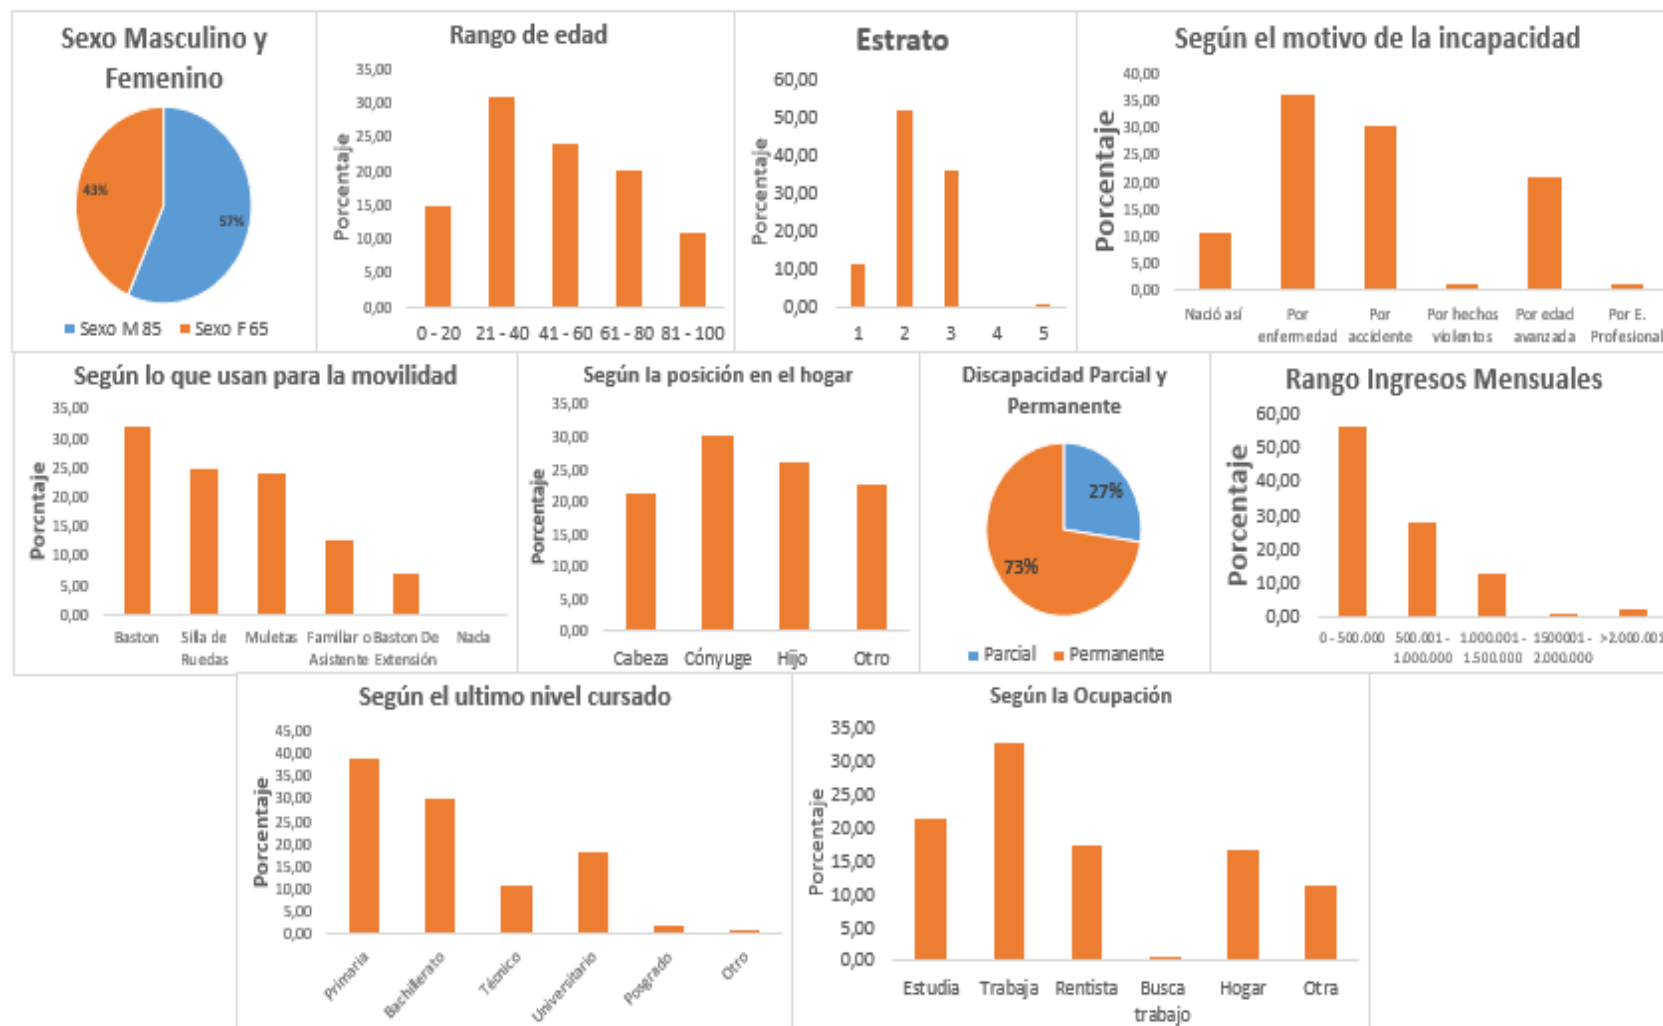 Sexo Masculino y
Femenino
43%
57%
Sexo M 85 Sexo F 65
Rango de edad
Porcentaje
35,00
30,00
25,00
20,00
15,00
10,00
5,00
0,00
0 - 20 21 - 40 41 - 60 61 - 80 81 - 100
Estrato
Porcentaje
60,00
50,00
40,00
30,00
20,00
10,00
0,00
1 2 3 4 5
Según el motivo de la incapacidad
Porcentaje
40,00
35,00
30,00
25,00
20,00
15,00
10,00
5,00
0,00
Nació así Por Por Por hechos Por edad Por E.
enfermedad accidente violentos avanzada Profesional
Según lo que usan para la movilidad
Porcntaje
35,00
30,00
25,00
20,00
15,00
10,00
5,00
0,00
Baston Silla de Muletas Familiar o Baston De Nada
Ruedas Asistente Extensión
Según la posición en el hogar
Porcentaje
35,00
30,00
25,00
20,00
15,00
10,00
5,00
0,00
Cabeza Cónyuge Hijo Otro
Discapacidad Parcial y
Permanente
27%
73%
Parcial Permanente
Rango Ingresos Mensuales
Porcentaje
60,00
50,00
40,00
30,00
20,00
10,00
0,00
0 - 500.000 500.001 - 1.000.001 - 1500001 - >2.000.001
1.000.000 1.500.000 2.000.000
Según el ultimo nivel cursado
Porcentaje
45,00
40,00
35,00
30,00
25,00
20,00
15,00
10,00
5,00
0,00
Primaria Bachillerato Técnico Universitario Posgrado Otro
Según la Ocupación
Porcentaje
35,00
30,00
25,00
20,00
15,00
10,00
5,00
0,00
Estudia Trabaja Rentista Busca Hogar Otra
trabajo